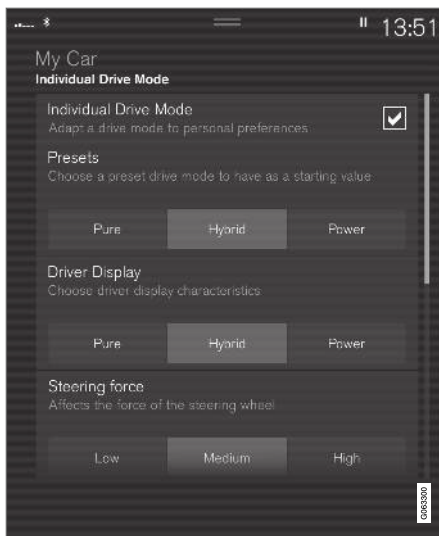 13:51
My Car
Individual Drive Mode
Individual Drive Mode
Adapt a drive mode to personal preferences
Presets
Choose a preset drive mode to have as a starting value
Pure Hybrid Power
Driver Display
Choose driver display characteristics
Pure Hybrid Power
Steering force
Affects the force of the steering wheel
Low Medium High
G063300